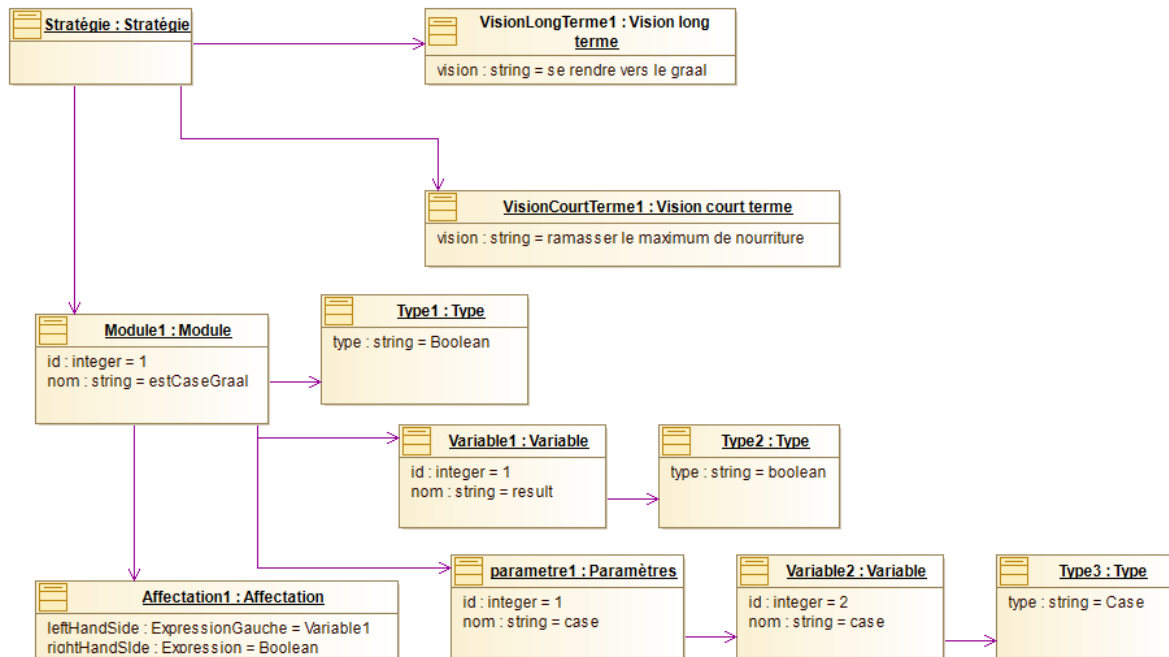 Stratégie : Stratégie
VisionLongTerme1 : Vision long
terme
vision : string = se rendre vers le graal
VisionCourtTerme1 : Vision court terme
vision : string = ramasser le maximum de nourriture
Module1 : Module
id : integer = 1
nom : string = estCaseGraal
Type1 : Type
type : string = Boolean
Variable1 : Variable
id : integer = 1
nom : string = result
Type2 : Type
type : string = boolean
Affectation1 : Affectation
leftHandSide : ExpressionGauche = Variable1
rightHandSIde : Expression = Boolean
parametre1 : Paramètres
id : integer = 1
nom : string = case
Variable2 : Variable
id : integer = 2
nom : string = case
Type3 : Type
type : string = Case